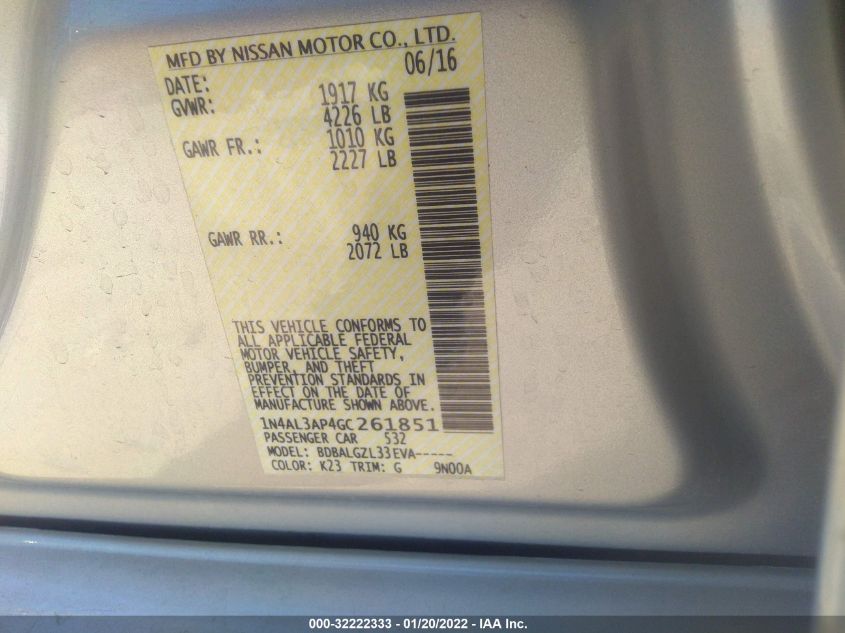 MFD BY NISSAN MOTOR CO., LTD.
DATE: 06/16
GVWR: 1917 KG
4226 LB
GAWR FR.: 1010 KG
2227 LB
GAWR RR.: 940 KG
2072 LB
THIS VEHICLE CONFORMS TO
ALL APPLICABLE FEDERAL
MOTOR VEHICLE SAFETY,
BUMPER, AND THEFT
PREVENTION STANDARDS IN
EFFECT ON THE DATE OF
MANUFACTURE SHOWN ABOVE.
1N4AL3AP4GC261851
PASSENGER CAR 532
MODEL: BDBALGZL33EVA-----
COLOR: K23 TRIM: G 9N00A
000-32222333 - 01/20/2022 - IAA Inc.